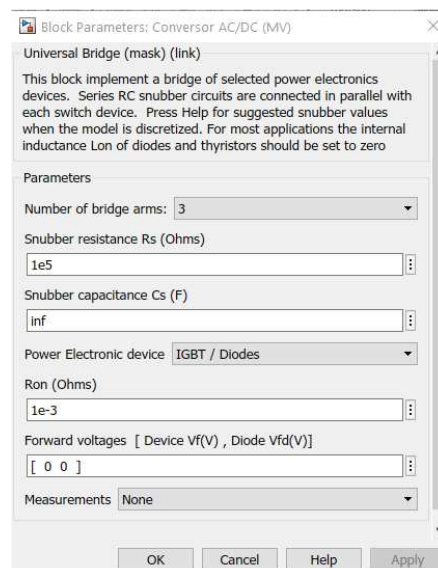 Block Parameters: Conversor AC/DC (MV)
Universal Bridge (mask) (link)
This block implement a bridge of selected power electronics
devices. Series RC snubber circuits are connected in parallel with
each switch device. Press Help for suggested snubber values
when the model is discretized. For most applications the internal
inductance Lon of diodes and thyristors should be set to zero
Parameters
Number of bridge arms: 3
Snubber resistance Rs (Ohms)
1e5
Snubber capacitance Cs (F)
inf
Power Electronic device IGBT / Diodes
Ron (Ohms)
1e-3
Forward voltages [ Device Vf(V) , Diode Vfd(V)]
[ 0 0 ]
Measurements None
OK Cancel Help Apply